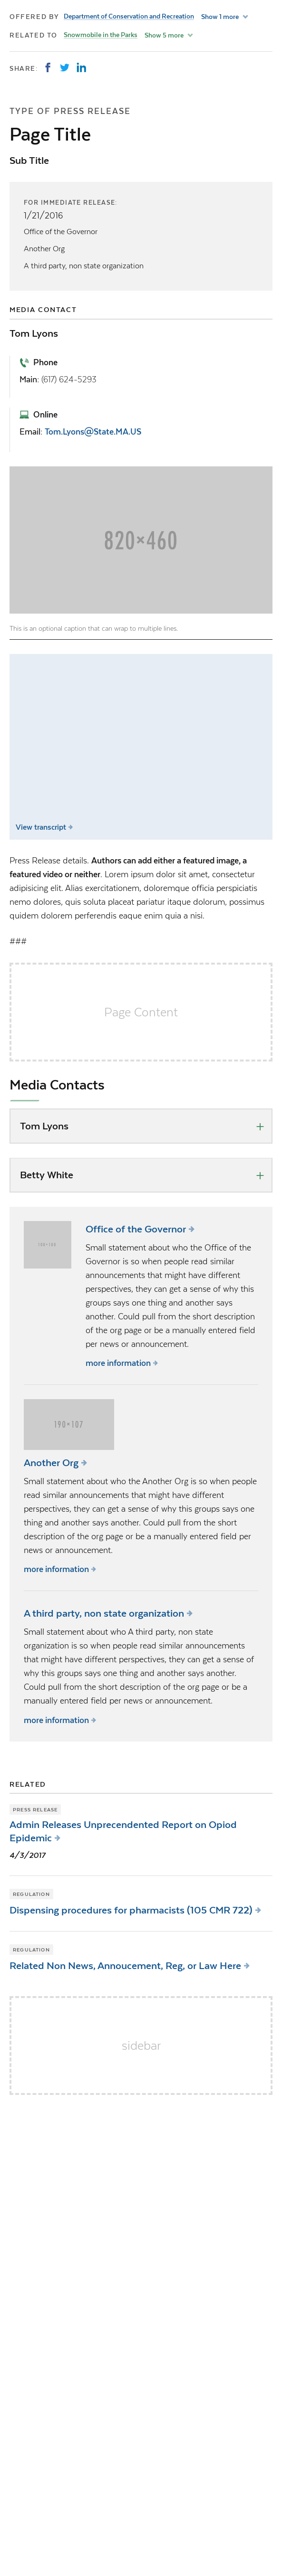 OFFERED BY Department of Conservation and Recreation Show 1 more
RELATED TO Snowmobile in the Parks Show 5 more
SHARE:
TYPE OF PRESS RELEASE
Page Title
Sub Title
FOR IMMEDIATE RELEASE:
1/21/2016
Office of the Governor
Another Org
A third party, non state organization
MEDIA CONTACT
Tom Lyons
Phone
Main: (617) 624-5293
Online
Email: Tom.Lyons@State.MA.US
820×460
This is an optional caption that can wrap to multiple lines.
View transcript
Press Release details. Authors can add either a featured image, a
featured video or neither. Lorem ipsum dolor sit amet, consectetur
adipisicing elit. Alias exercitationem, doloremque officia perspiciatis
nemo dolores, quis soluta placeat pariatur itaque dolorum, possimus
quidem dolorem perferendis eaque enim quia a nisi.
###
Page Content
Media Contacts
Tom Lyons
Betty White
Office of the Governor
Small statement about who the Office of the
Governor is so when people read similar
announcements that might have different
perspectives, they can get a sense of why this
groups says one thing and another says
another. Could pull from the short description
of the org page or be a manually entered field
per news or announcement.
more information
190×107
Another Org
Small statement about who the Another Org is so when people
read similar announcements that might have different
perspectives, they can get a sense of why this groups says one
thing and another says another. Could pull from the short
description of the org page or be a manually entered field per
news or announcement.
more information
A third party, non state organization
Small statement about who A third party, non state
organization is so when people read similar announcements
that might have different perspectives, they can get a sense of
why this groups says one thing and another says another.
Could pull from the short description of the org page or be a
manually entered field per news or announcement.
more information
RELATED
PRESS RELEASE
Admin Releases Unprecendented Report on Opiod
Epidemic
4/3/2017
REGULATION
Dispensing procedures for pharmacists (105 CMR 722)
REGULATION
Related Non News, Annoucement, Reg, or Law Here
sidebar